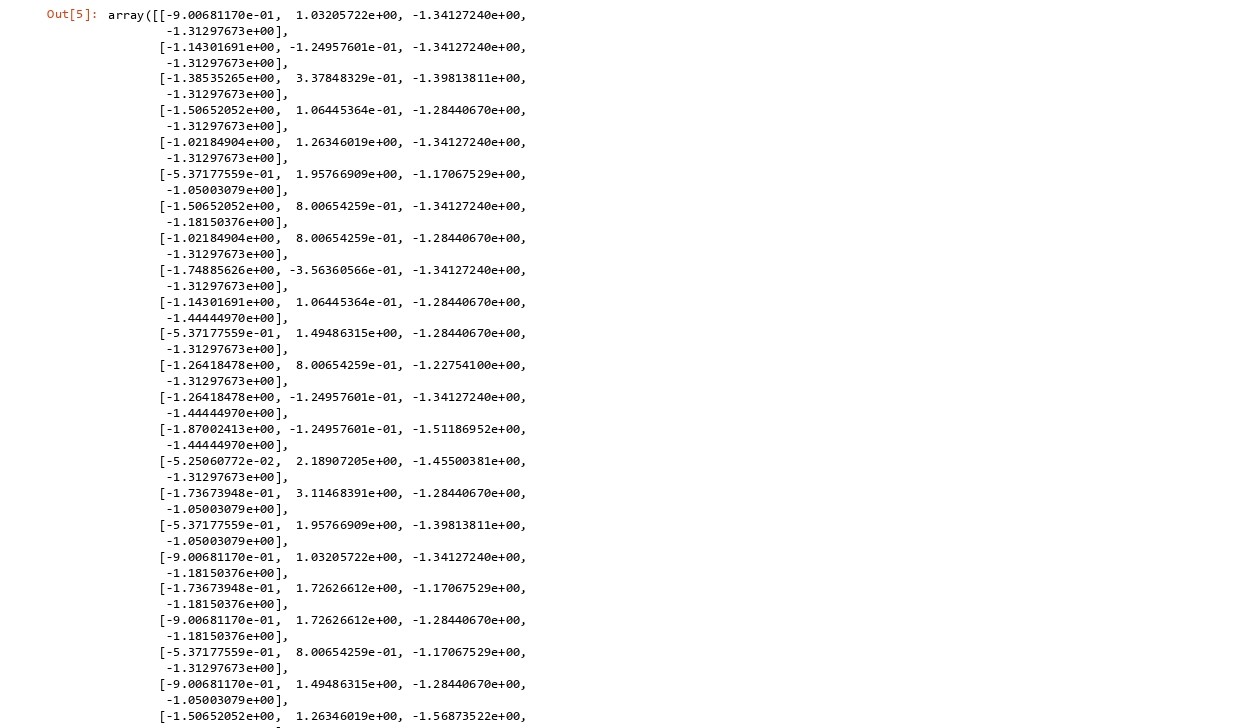 Out[5]: array([[-9.00681170e-01,  1.03205722e+00, -1.34127240e+00,
-1.31297673e+00],
[-1.14301691e+00, -1.24957601e-01, -1.34127240e+00,
-1.31297673e+00],
[-1.38535265e+00,  3.37848329e-01, -1.39813811e+00,
-1.31297673e+00],
[-1.50652052e+00,  1.06445364e-01, -1.28440670e+00,
-1.31297673e+00],
[-1.02184904e+00,  1.26346019e+00, -1.34127240e+00,
-1.31297673e+00],
[-5.37177559e-01,  1.95766909e+00, -1.17067529e+00,
-1.05003079e+00],
[-1.50652052e+00,  8.00654259e-01, -1.34127240e+00,
-1.18150376e+00],
[-1.02184904e+00,  8.00654259e-01, -1.28440670e+00,
-1.31297673e+00],
[-1.74885626e+00, -3.56360566e-01, -1.34127240e+00,
-1.31297673e+00],
[-1.14301691e+00,  1.06445364e-01, -1.28440670e+00,
-1.44444970e+00],
[-5.37177559e-01,  1.49486315e+00, -1.28440670e+00,
-1.31297673e+00],
[-1.26418478e+00,  8.00654259e-01, -1.22754100e+00,
-1.31297673e+00],
[-1.26418478e+00, -1.24957601e-01, -1.34127240e+00,
-1.44444970e+00],
[-1.87002413e+00, -1.24957601e-01, -1.51186952e+00,
-1.44444970e+00],
[-5.25060772e-02,  2.18907205e+00, -1.45500381e+00,
-1.31297673e+00],
[-1.73673948e-01,  3.11468391e+00, -1.28440670e+00,
-1.05003079e+00],
[-5.37177559e-01,  1.95766909e+00, -1.39813811e+00,
-1.05003079e+00],
[-9.00681170e-01,  1.03205722e+00, -1.34127240e+00,
-1.18150376e+00],
[-1.73673948e-01,  1.72626612e+00, -1.17067529e+00,
-1.18150376e+00],
[-9.00681170e-01,  1.72626612e+00, -1.28440670e+00,
-1.18150376e+00],
[-5.37177559e-01,  8.00654259e-01, -1.17067529e+00,
-1.31297673e+00],
[-9.00681170e-01,  1.49486315e+00, -1.28440670e+00,
-1.05003079e+00],
[-1.50652052e+00,  1.26346019e+00, -1.56873522e+00,